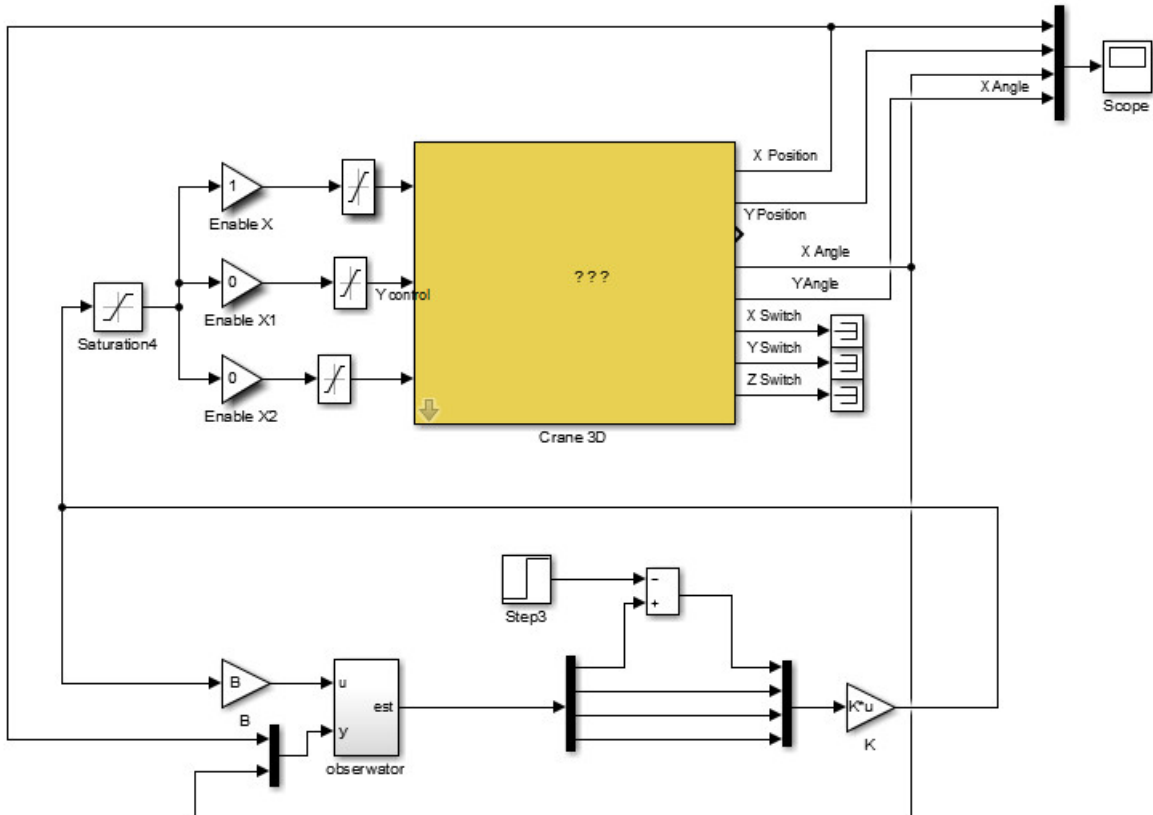 X Angle
Scope
X Position
1
Enable X
Y Position
X Angle
? ? ?
0
Y control
Y Angle
Enable X1
X Switch
Saturation4
Y Switch
0
Z Switch
Enable X2
Crane 3D
-
+
Step3
B
u
est
K*u
y
B
K
obserwator